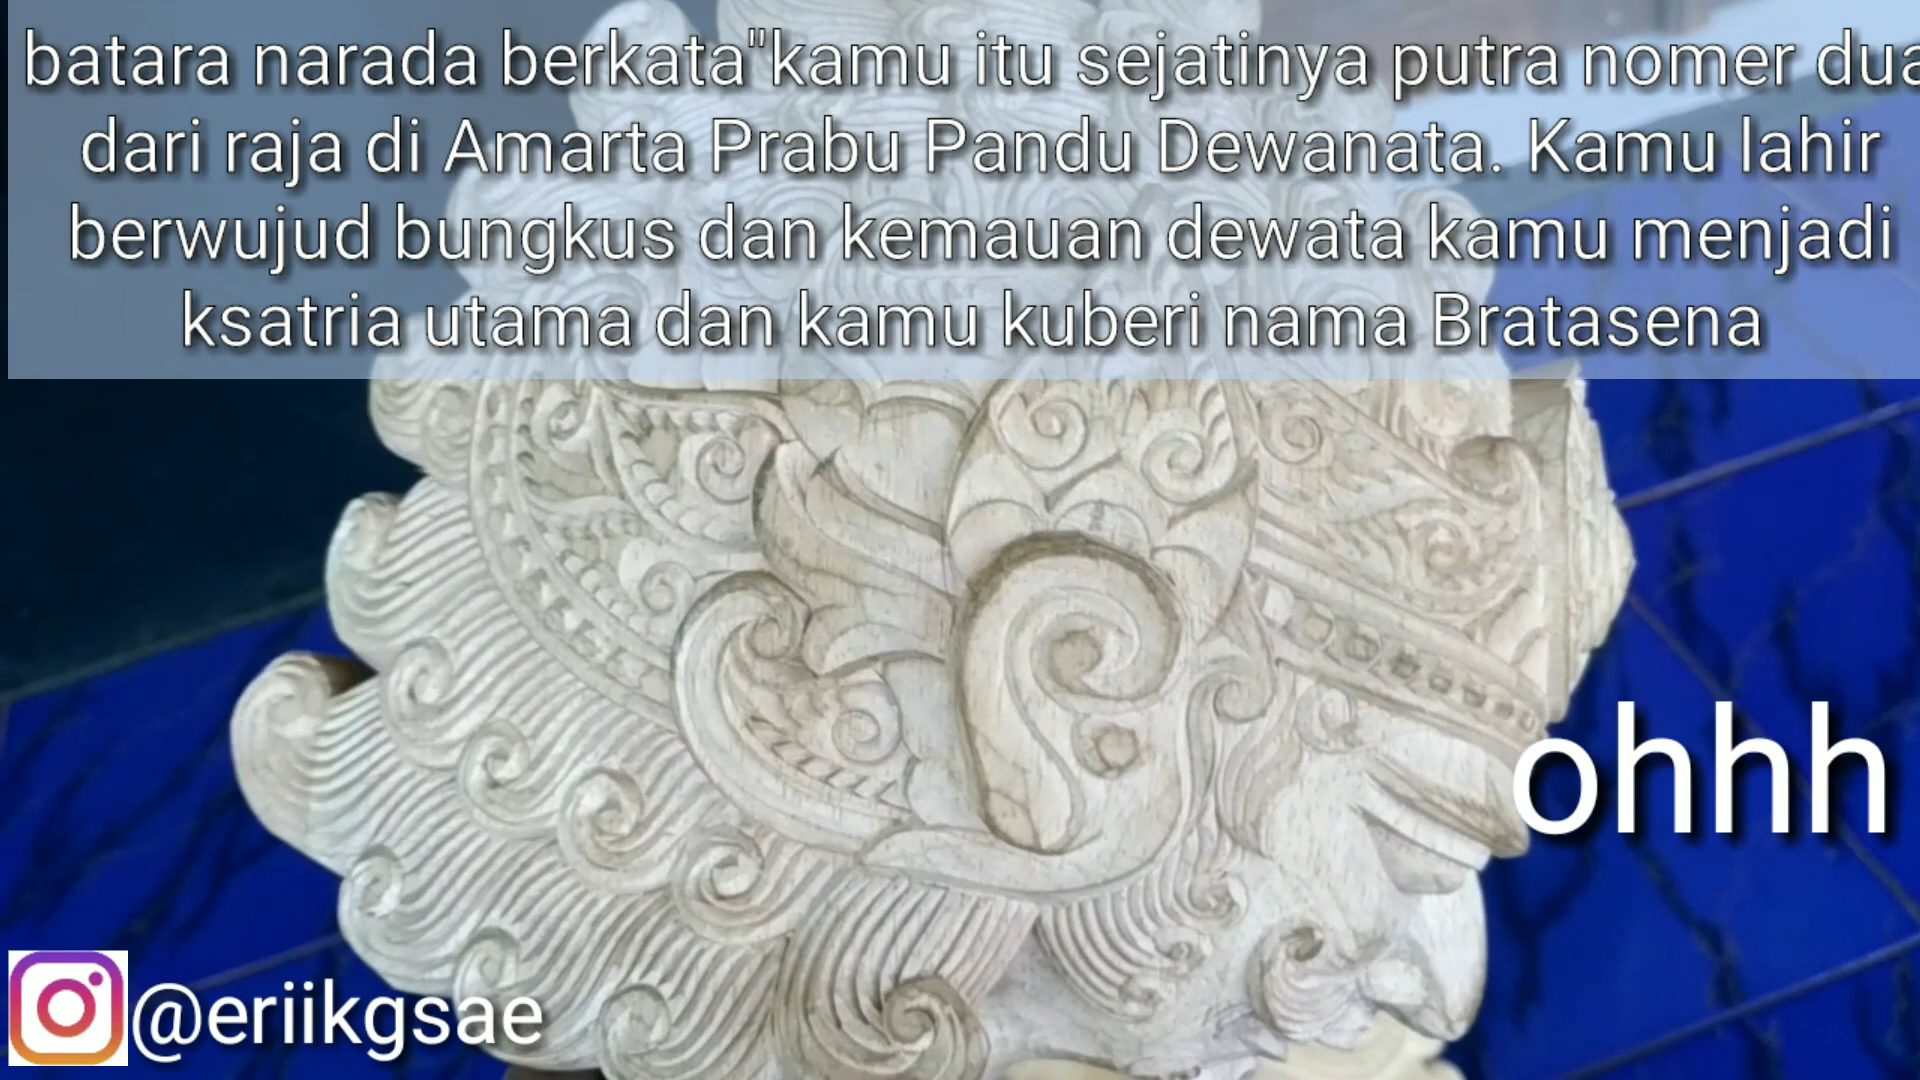 batara narada berkata"kamu itu sejatinya putra nomer dua
dari raja di Amarta Prabu Pandu Dewanata. Kamu lahir
berwujud bungkus dan kemauan dewata kamu menjadi
ksatria utama dan kamu kuberi nama Bratasena
ohhh
@eriikgsae